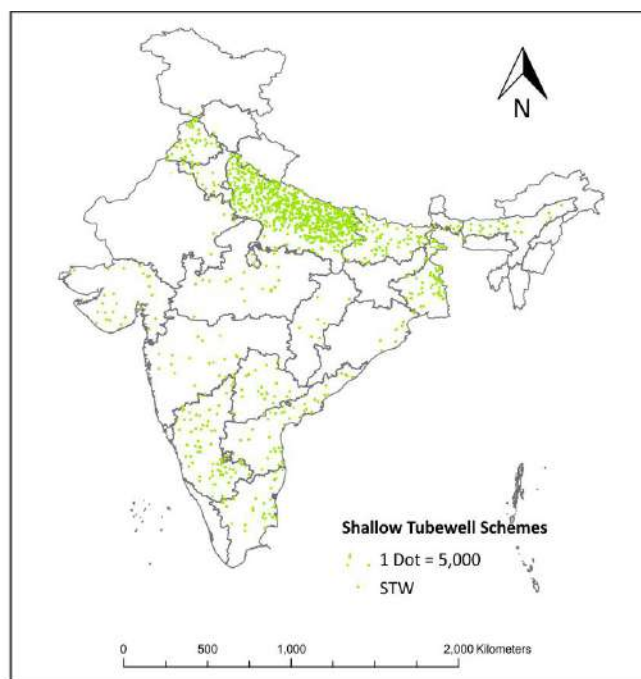 N
Shallow Tubewell Schemes
1 Dot = 5,000
STW
0 500 1,000 2,000 Kilometers